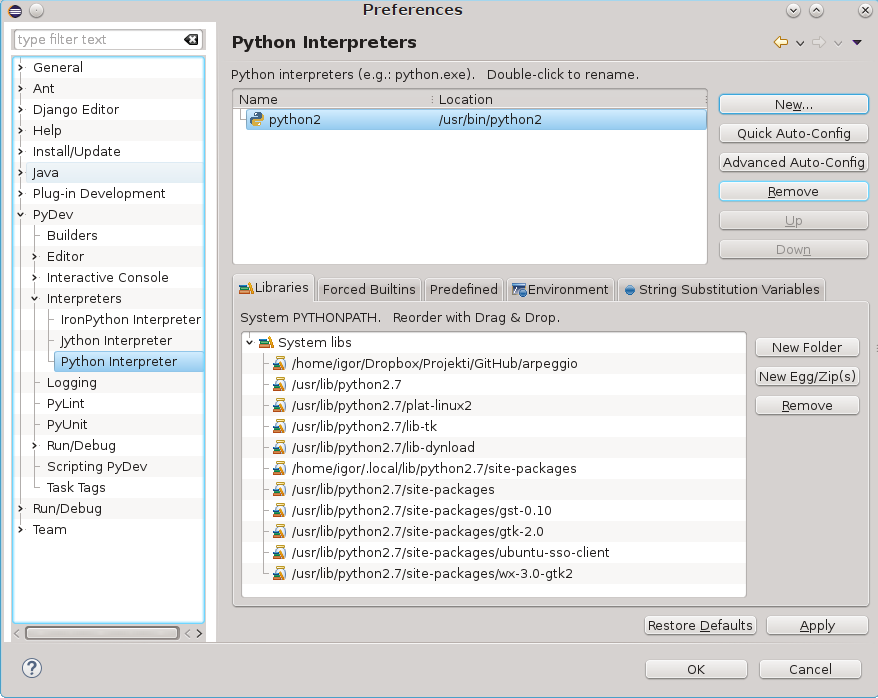 Preferences
type filter text
General
Ant
Django Editor
Help
Install/Update
Java
Plug-in Development
PyDev
Builders
Editor
Interactive Console
Interpreters
IronPython Interpreter
Jython Interpreter
Python Interpreter
Logging
PyLint
PyUnit
Run/Debug
Scripting PyDev
Task Tags
Run/Debug
Team
Python Interpreters
Python interpreters (e.g.: python.exe).   Double-click to rename.
Name Location
python2 /usr/bin/python2
New...
Quick Auto-Config
Advanced Auto-Config
Remove
Up
Down
Libraries Forced Builtins Predefined Environment String Substitution Variables
System PYTHONPATH.   Reorder with Drag & Drop.
System libs
/home/igor/Dropbox/Projekti/GitHub/arpeggio
/usr/lib/python2.7
/usr/lib/python2.7/plat-linux2
/usr/lib/python2.7/lib-tk
/usr/lib/python2.7/lib-dynload
/home/igor/.local/lib/python2.7/site-packages
/usr/lib/python2.7/site-packages
/usr/lib/python2.7/site-packages/gst-0.10
/usr/lib/python2.7/site-packages/gtk-2.0
/usr/lib/python2.7/site-packages/ubuntu-sso-client
/usr/lib/python2.7/site-packages/wx-3.0-gtk2
New Folder
New Egg/Zip(s)
Remove
Restore Defaults Apply
? OK Cancel